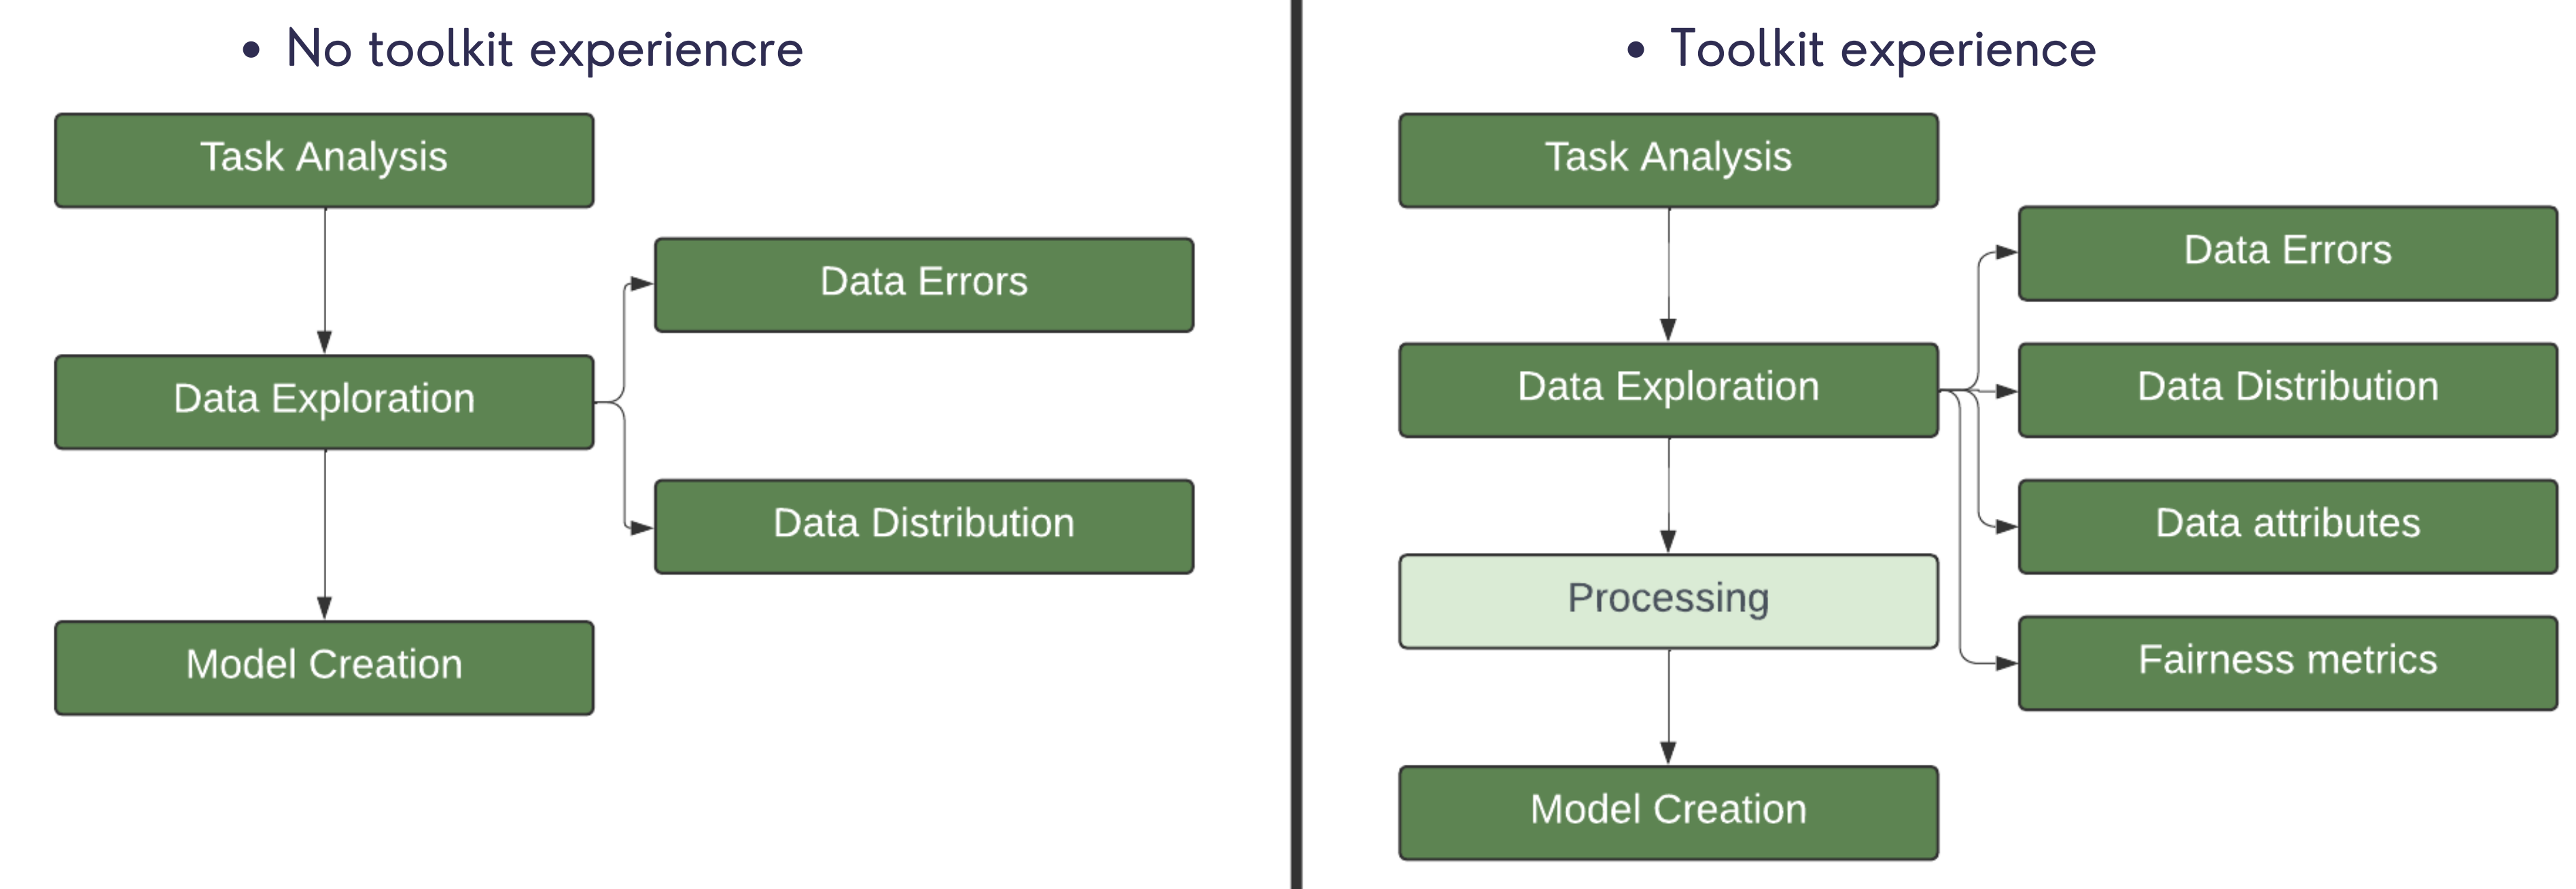 • No toolkit experiencre
Task Analysis
Data Errors
Data Exploration
Data Distribution
Model Creation
• Toolkit experience
Task Analysis
Data Errors
Data Exploration
Data Distribution
Data attributes
Processing
Fairness metrics
Model Creation